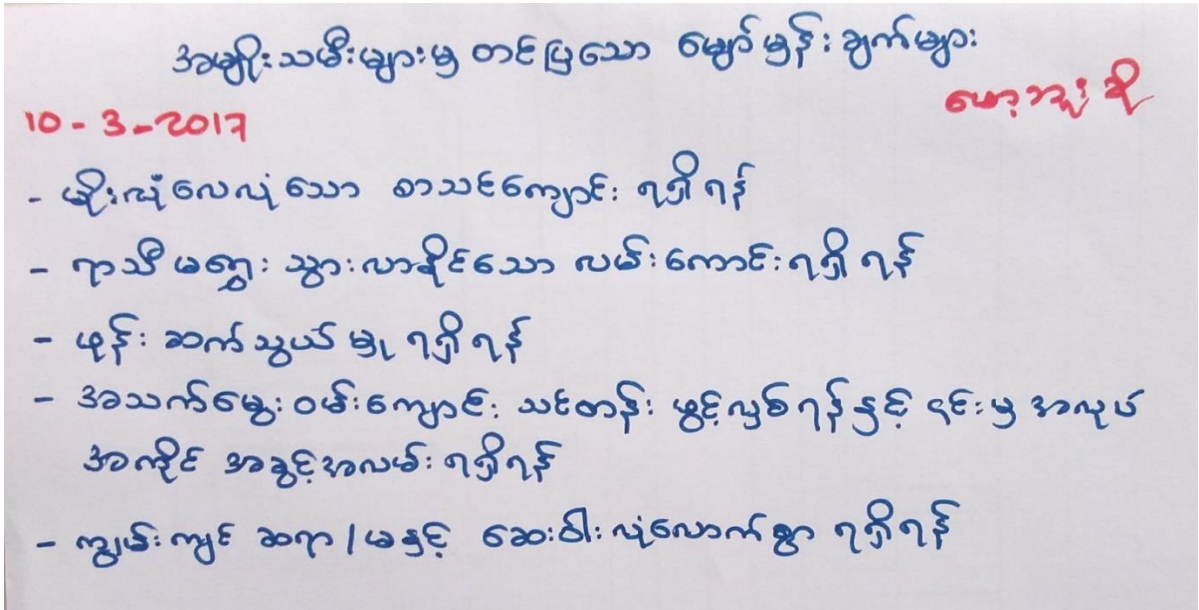 အမျိုးသမီးများမှ တင်ပြသော မျှော်မှန်းချက်များ
10-3-2017
- မိုးလုံလေလုံသော စာသင်ကျောင်း ရရှိရန်
- ရာသီမရွေး သွားလာနိုင်သော လမ်းကောင်းရရှိရန်
- ဖုန်း ဆက်သွယ်မှု ရရှိရန်
- အသက်မွေးဝမ်းကျောင်း သင်တန်း ဖွင့်လှစ်ရန်နှင့် ၎င်းမှ အလုပ်
အကိုင် အခွင့်အလမ်းရရှိရန်
- ကျွမ်းကျင် ဆရာ/မနှင့် ဆေးဝါးလုံလောက်စွာ ရရှိရန်